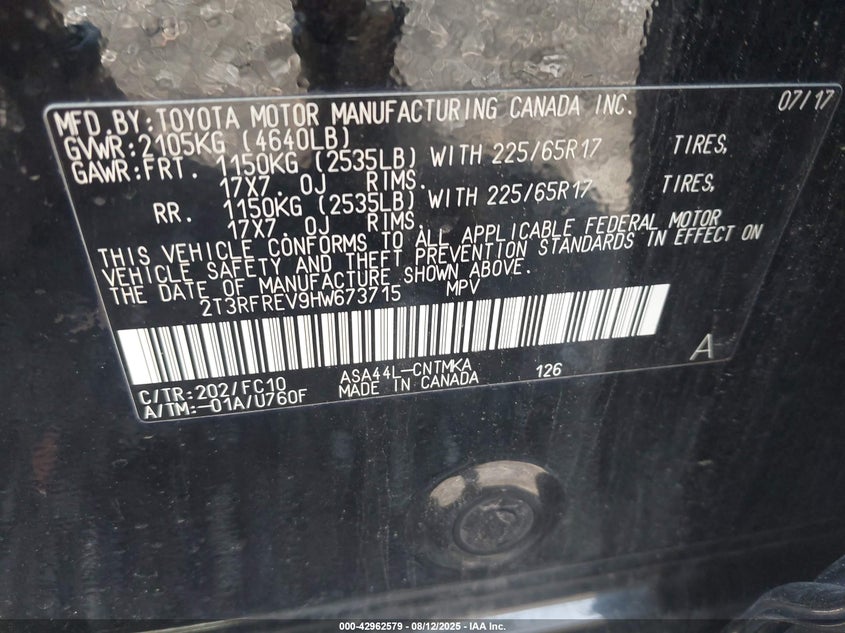 MFD.BY:TOYOTA MOTOR MANUFACTURING CANADA INC. 07/17
GVWR:2105KG (4640LB)
GAWR:FRT. 1150KG (2535LB) WITH 225/65R17 TIRES,
17X7. 0J RIMS.
RR. 1150KG (2535LB) WITH 225/65R17 TIRES,
17X7. 0J RIMS.
THIS VEHICLE CONFORMS TO ALL APPLICABLE FEDERAL MOTOR
VEHICLE SAFETY AND THEFT PREVENTION STANDARDS IN EFFECT ON
THE DATE OF MANUFACTURE SHOWN ABOVE.
2T3RFREV9HW673715 MPV
A
C/TR:202/FC10 ASA44L-CNTMKA 126
A/TM:-01A/U760F MADE IN CANADA
000-42962579 - 08/12/2025 - IAA Inc.